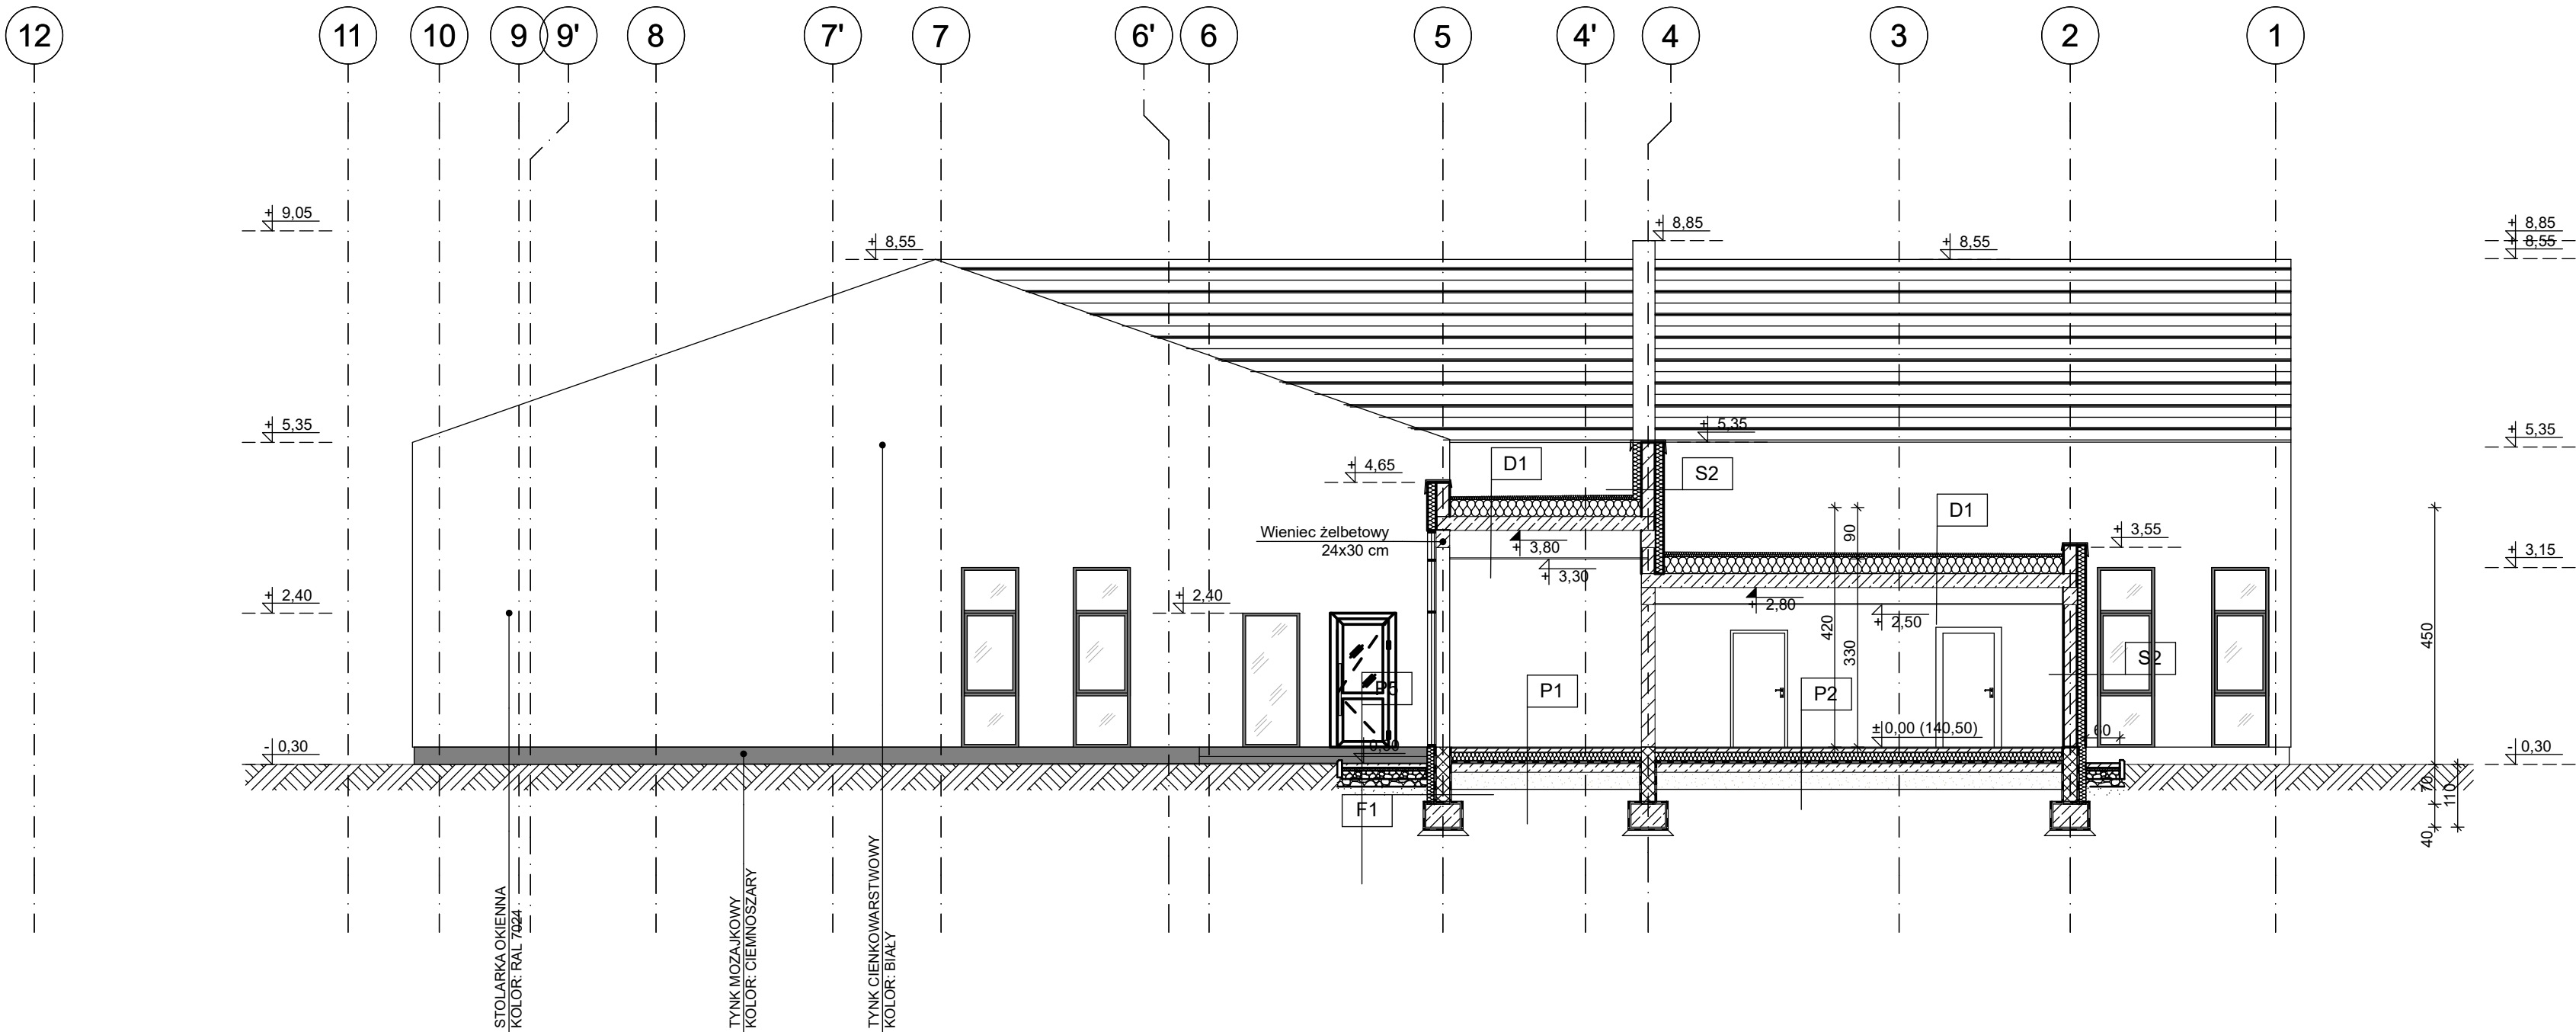 12
11
10
9
9'
8
7'
7
6'
6
5
4'
4
3
2
1
+ 9,05
+ 8,55
+ 8,85
+ 8,55
+ 8,85
+ 8,55
+ 5,35
+ 5,35
+ 5,35
+ 4,65
D1
S2
D1
Wieniec żelbetowy
24x30 cm
+ 3,80
+ 3,30
90
+ 3,55
+ 3,15
+ 2,40
+ 2,40
+ 2,80
+ 2,50
420
330
450
S2
P5
P1
P2
±0,00 (140,50)
60
- 0,30
- 0,30
70
110
40
F1
STOLARKA OKIENNA
KOLOR: RAL 7024
TYNK MOZAJKOWY
KOLOR: CIEMNOSZARY
TYNK CIENKOWARSTWOWY
KOLOR: BIAŁY